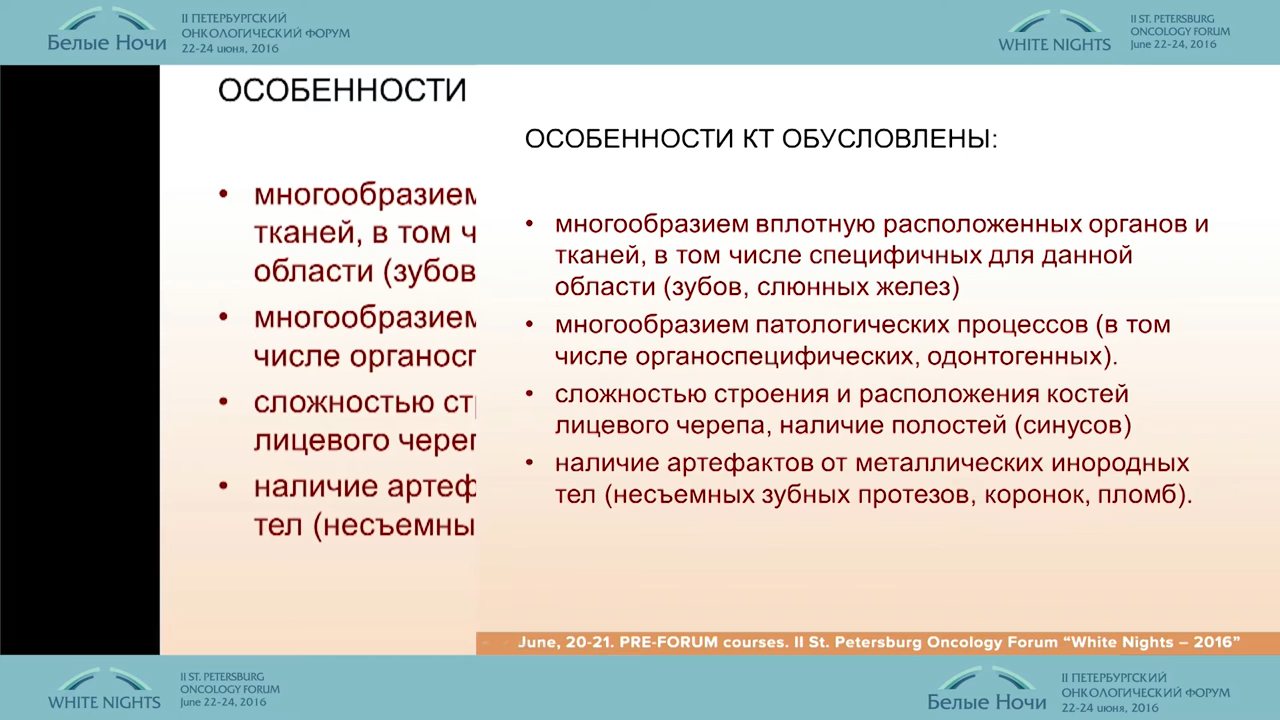 Белые Ночи
II ПЕТЕРБУРГСКИЙ
ОНКОЛОГИЧЕСКИЙ ФОРУМ
22-24 июня, 2016
WHITE NIGHTS
II ST. PETERSBURG
ONCOLOGY FORUM
June 22-24, 2016
ОСОБЕННОСТИ
• многообразием
тканей, в том ч
области (зубов
• многообразием
числе органосп
• сложностью ст
лицевого череп
• наличие артеф
тел (несъемны
ОСОБЕННОСТИ КТ ОБУСЛОВЛЕНЫ:
• многообразием вплотную расположенных органов и
тканей, в том числе специфичных для данной
области (зубов, слюнных желез)
• многообразием патологических процессов (в том
числе органоспецифических, одонтогенных).
• сложностью строения и расположения костей
лицевого черепа, наличие полостей (синусов)
• наличие артефактов от металлических инородных
тел (несъемных зубных протезов, коронок, пломб).
June, 20-21. PRE-FORUM courses. II St. Petersburg Oncology Forum “White Nights – 2016”
WHITE NIGHTS
II ST. PETERSBURG
ONCOLOGY FORUM
June 22-24, 2016
Белые Ночи
II ПЕТЕРБУРГСКИЙ
ОНКОЛОГИЧЕСКИЙ ФОРУМ
22-24 июня, 2016